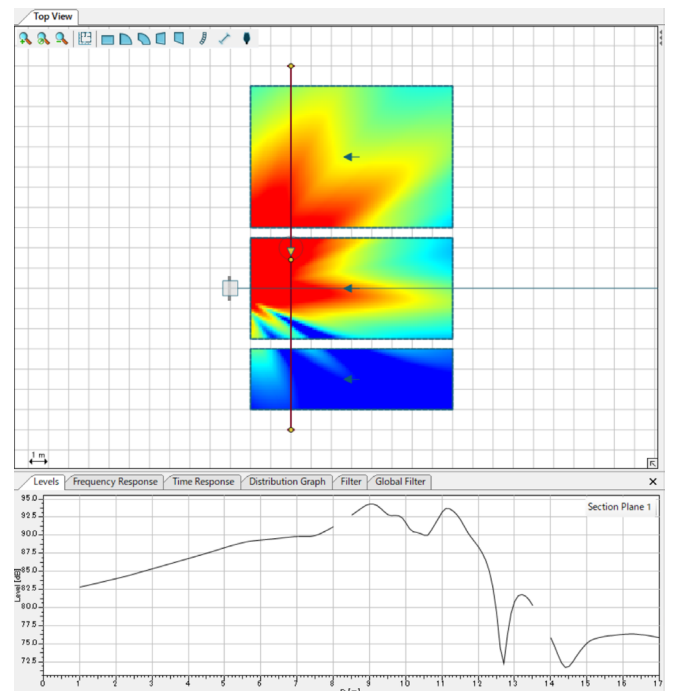 Top View
1 m
Levels
Frequency Response
Time Response
Distribution Graph
Filter
Global Filter
Section Plane 1
Level [dB]
95.0
92.5
90.0
87.5
85.0
82.5
80.0
77.5
75.0
72.5
0 1 2 3 4 5 6 7 8 9 10 11 12 13 14 15 16 17